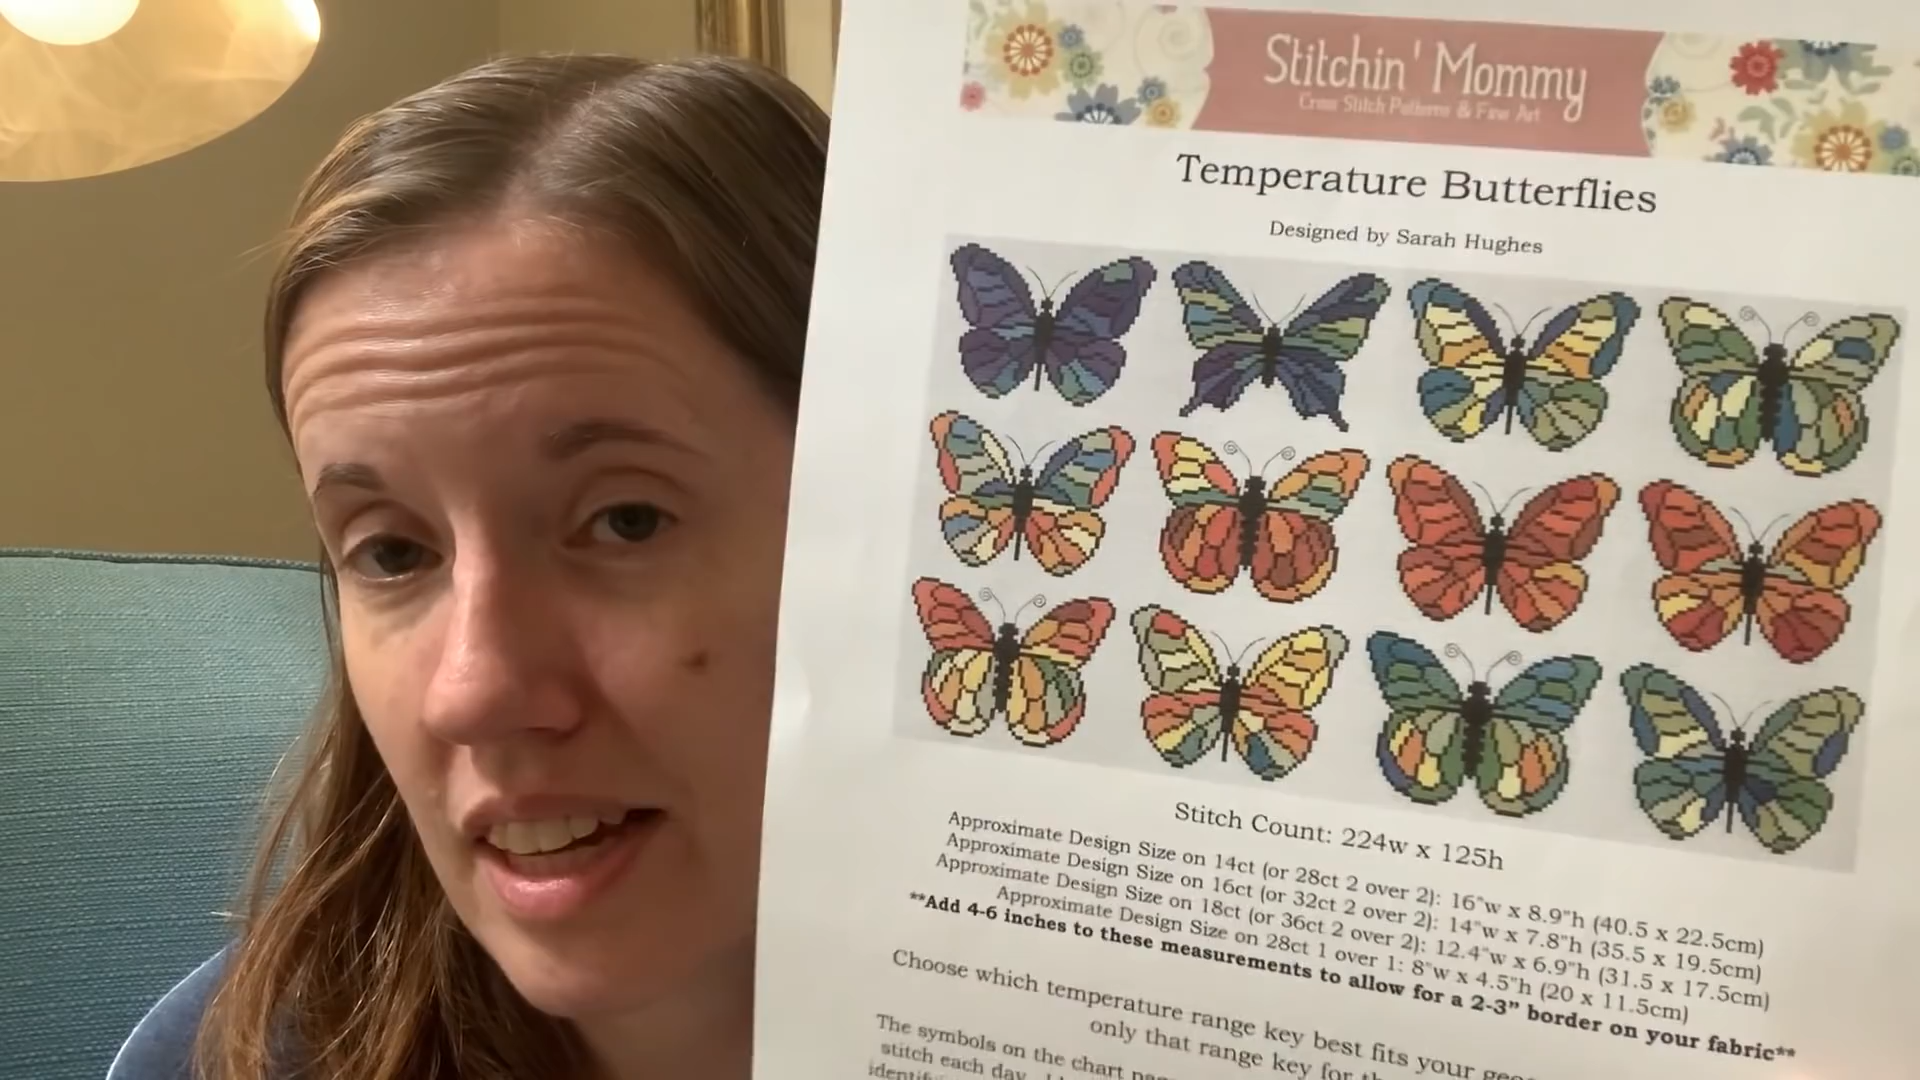 Stitchin' Mommy
Cross Stitch Patterns & Fine Art
Temperature Butterflies
Designed by Sarah Hughes
Stitch Count: 224w x 125h
Approximate Design Size on 14ct (or 28ct 2 over 2): 16"w x 8.9"h (40.5 x 22.5cm)
Approximate Design Size on 16ct (or 32ct 2 over 2): 14"w x 7.8"h (35.5 x 19.5cm)
Approximate Design Size on 18ct (or 36ct 2 over 2): 12.4"w x 6.9"h (31.5 x 17.5cm)
Approximate Design Size on 28ct 1 over 1: 8"w x 4.5"h (20 x 11.5cm)
**Add 4-6 inches to these measurements to allow for a 2-3” border on your fabric**
Choose which temperature range key best fits your
only that range key for
The symbols on the chart
stitch each day